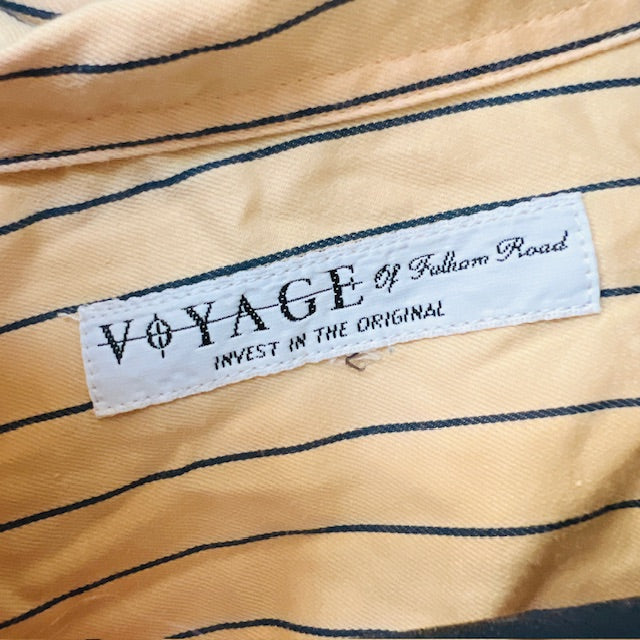 VOYAGE Of Fulham Road
INVEST IN THE ORIGINAL